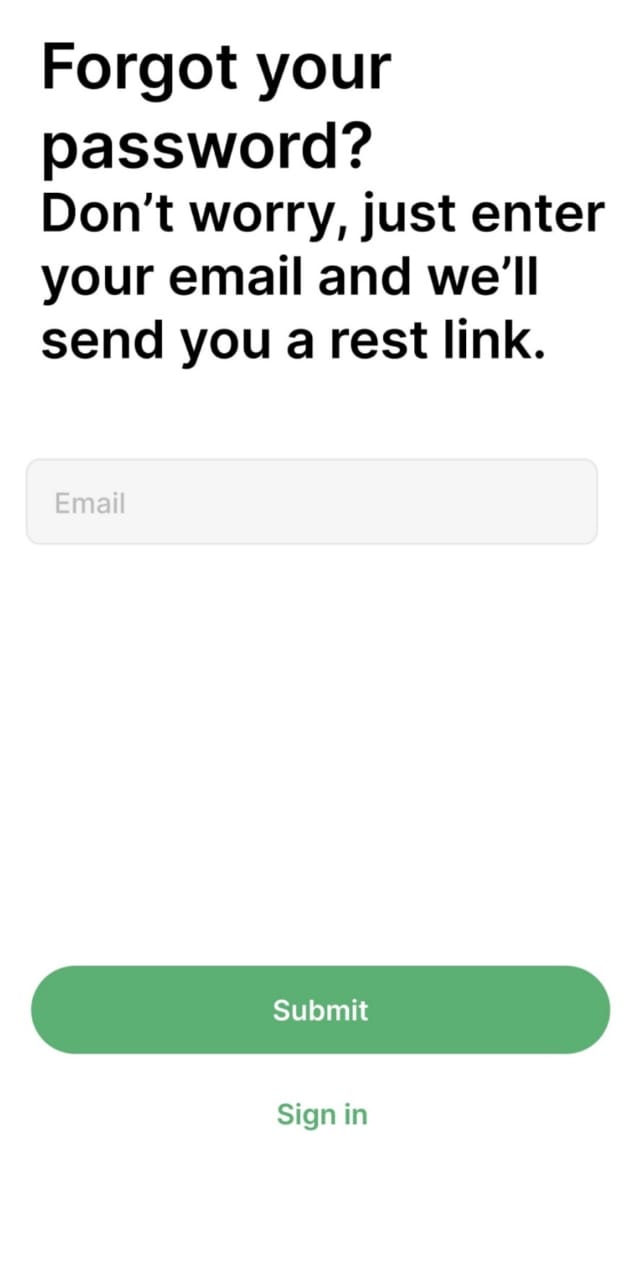 Forgot your
password?
Don’t worry, just enter
your email and we’ll
send you a rest link.
Email
Submit
Sign in